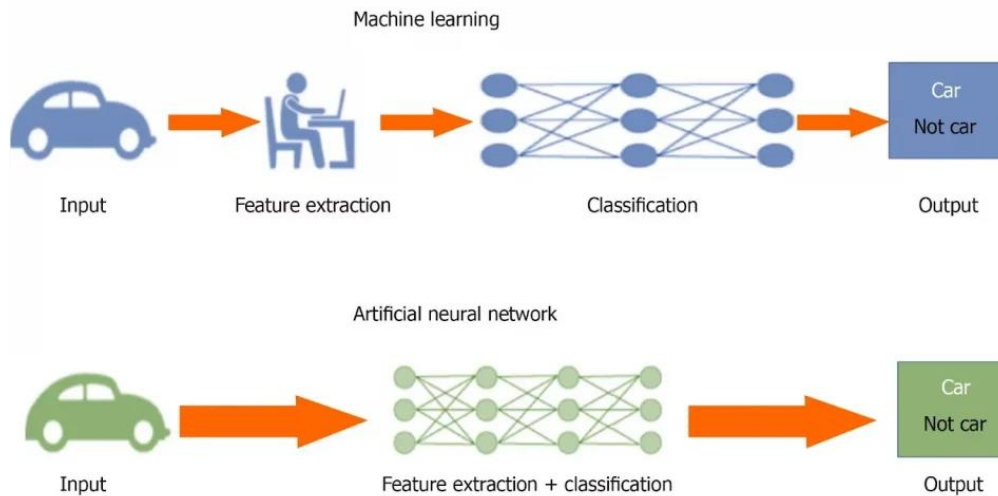 Machine learning
Car
Not car
Input
Feature extraction
Classification
Output
Artificial neural network
Car
Not car
Input
Feature extraction + classification
Output